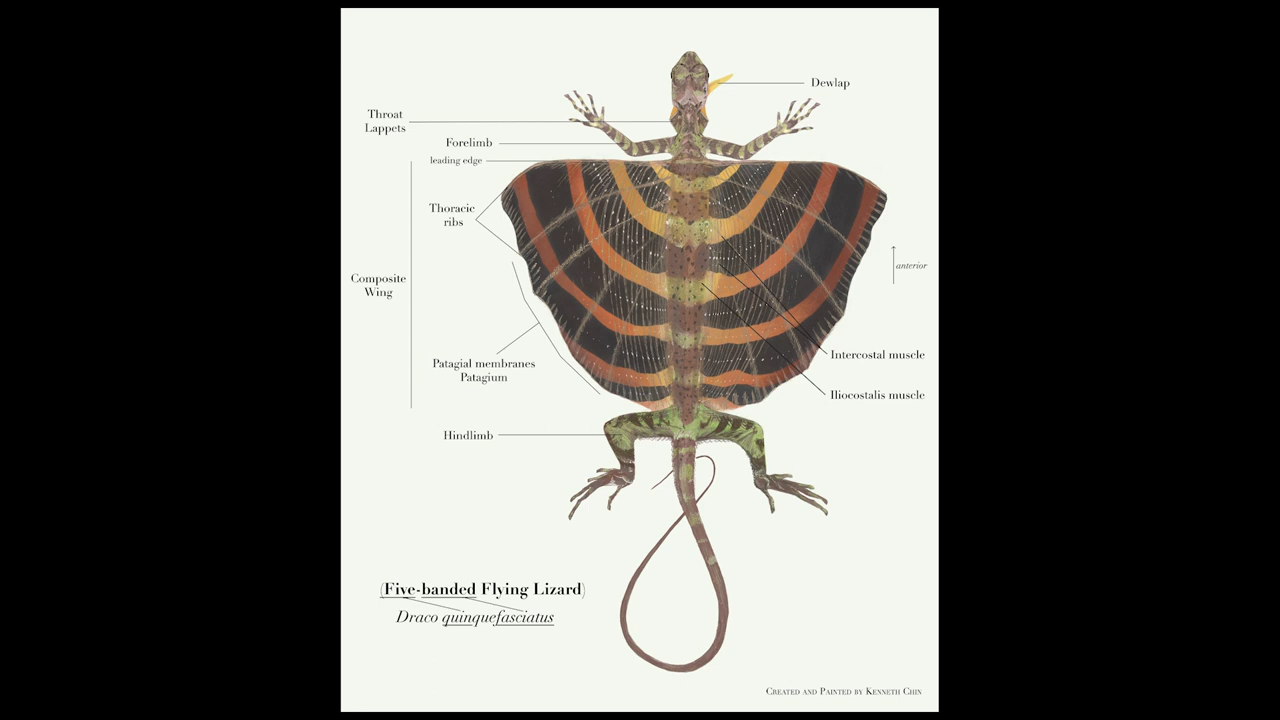 Dewlap
Throat
Lappets
Forelimb
leading edge
Thoracic
ribs
anterior
Composite
Wing
Intercostal muscle
Patagial membranes
Patagium
Iliocostalis muscle
Hindlimb
(Five-banded Flying Lizard)
Draco quinquefasciatus
Created and Painted by Kenneth Chin